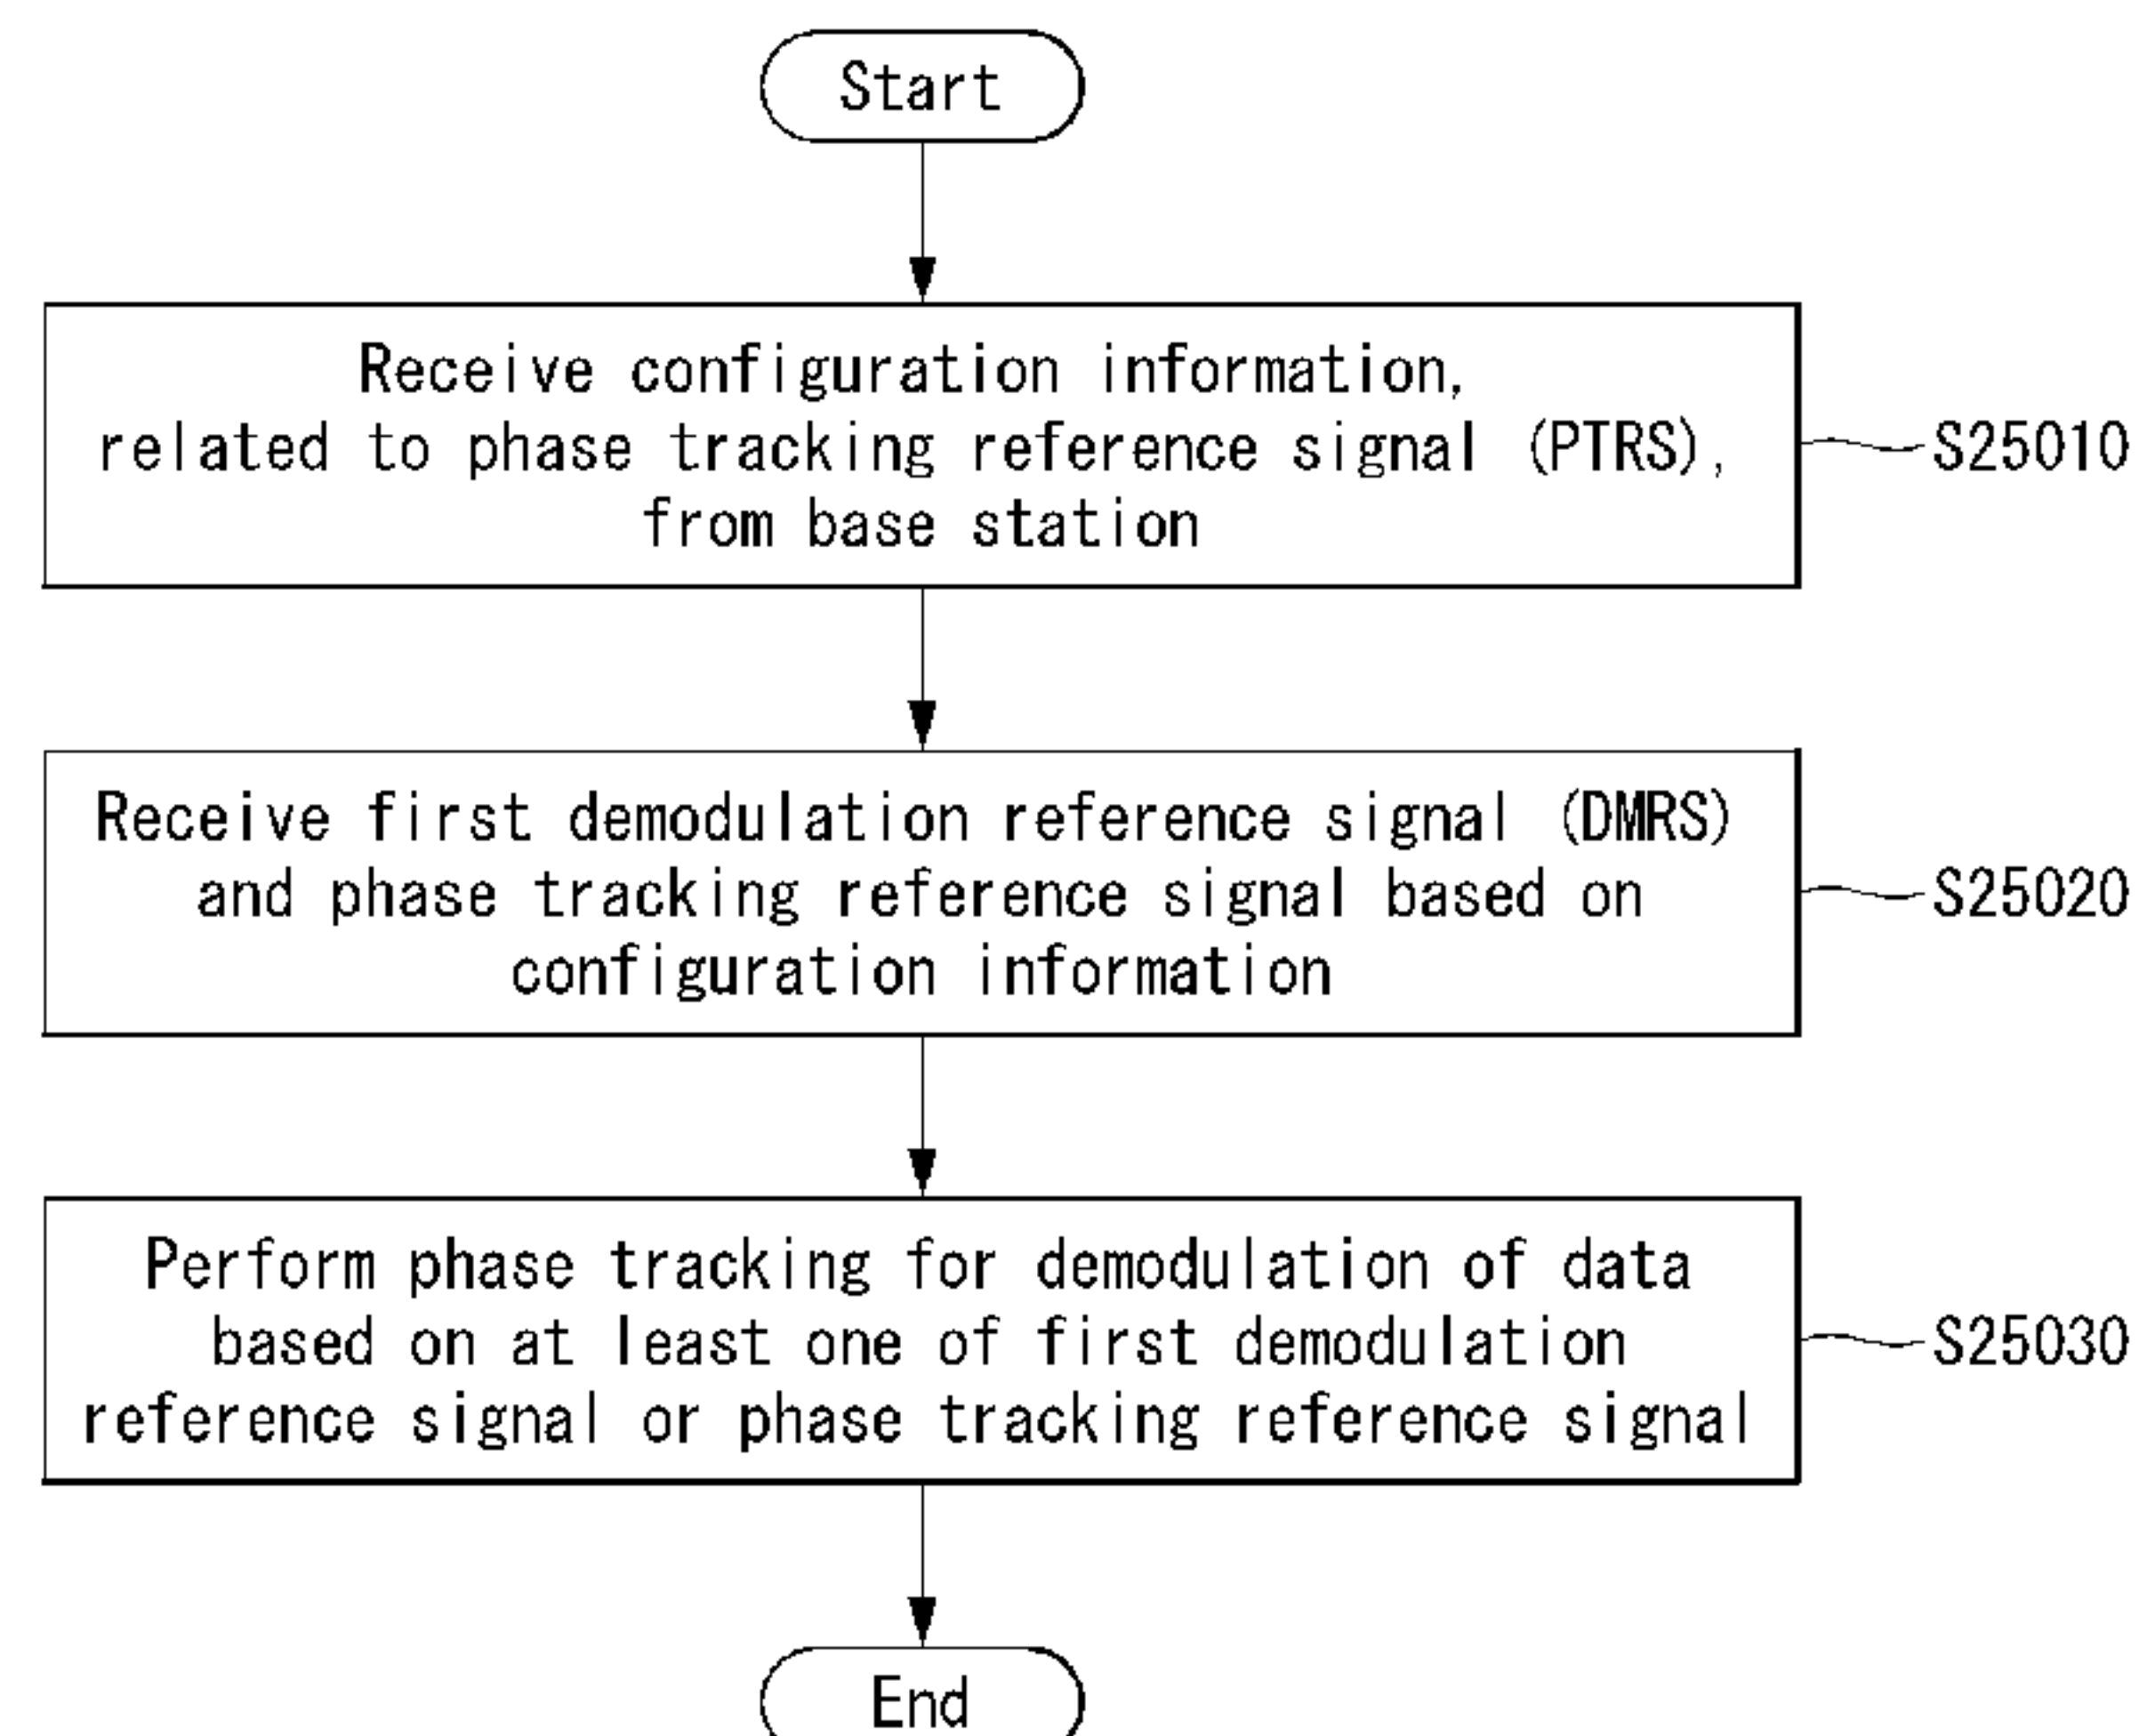 Start
Receive configuration information,
related to phase tracking reference signal (PTRS),
from base station
S25010
Receive first demodulation reference signal (DMRS)
and phase tracking reference signal based on
configuration information
S25020
Perform phase tracking for demodulation of data
based on at least one of first demodulation
reference signal or phase tracking reference signal
S25030
End